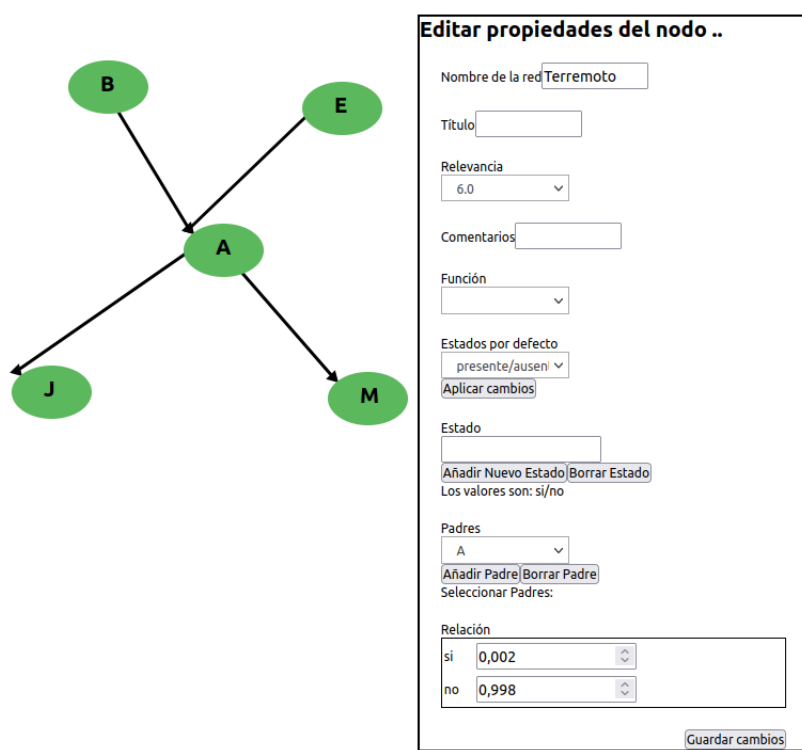 B
E
A
J
M
Editar propiedades del nodo ..
Nombre de la red Terremoto
Título
Relevancia
6.0
Comentarios
Función
Estados por defecto
presente/ausent
Aplicar cambios
Estado
Añadir Nuevo Estado Borrar Estado
Los valores son: si/no
Padres
A
Añadir Padre Borrar Padre
Seleccionar Padres:
Relación
si 0,002
no 0,998
Guardar cambios